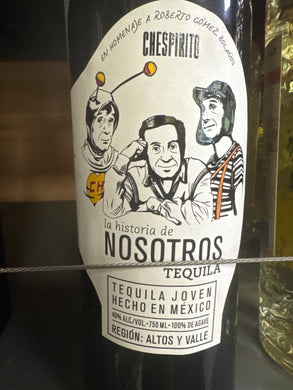 EN HOMENAJE A ROBERTO GÓMEZ BOLAÑOS
CHESPIRITO
CH
la historia de
NOSOTROS
TEQUILA
TEQUILA JOVEN
HECHO EN MÉXICO
40% ALC/VOL.•750 ML•100% DE AGAVE
REGIÓN: ALTOS Y VALLE